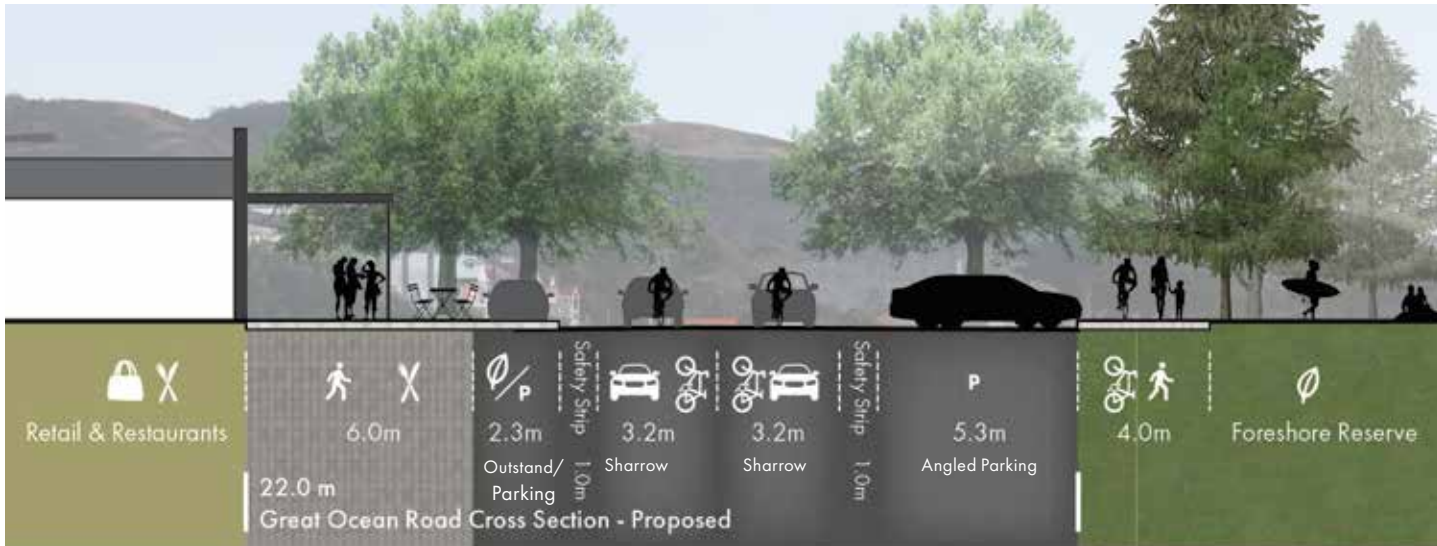 Retail & Restaurants
6.0m
2.3m
Outstand/
Parking
Safety Strip 1.0m
3.2m
Sharrow
3.2m
Sharrow
Safety Strip 1.0m
P
5.3m
Angled Parking
4.0m
Foreshore Reserve
P
22.0 m
Great Ocean Road Cross Section - Proposed